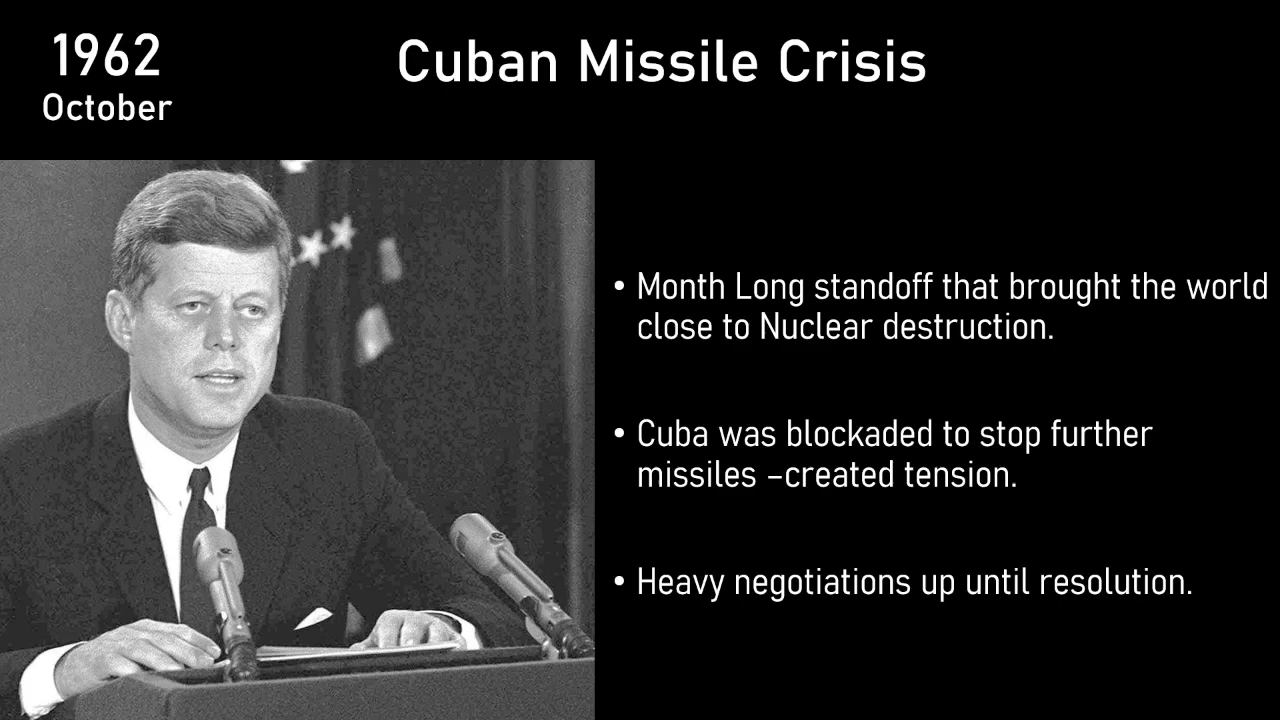 1962
October
Cuban Missile Crisis
• Month Long standoff that brought the world
close to Nuclear destruction.
• Cuba was blockaded to stop further
missiles –created tension.
• Heavy negotiations up until resolution.